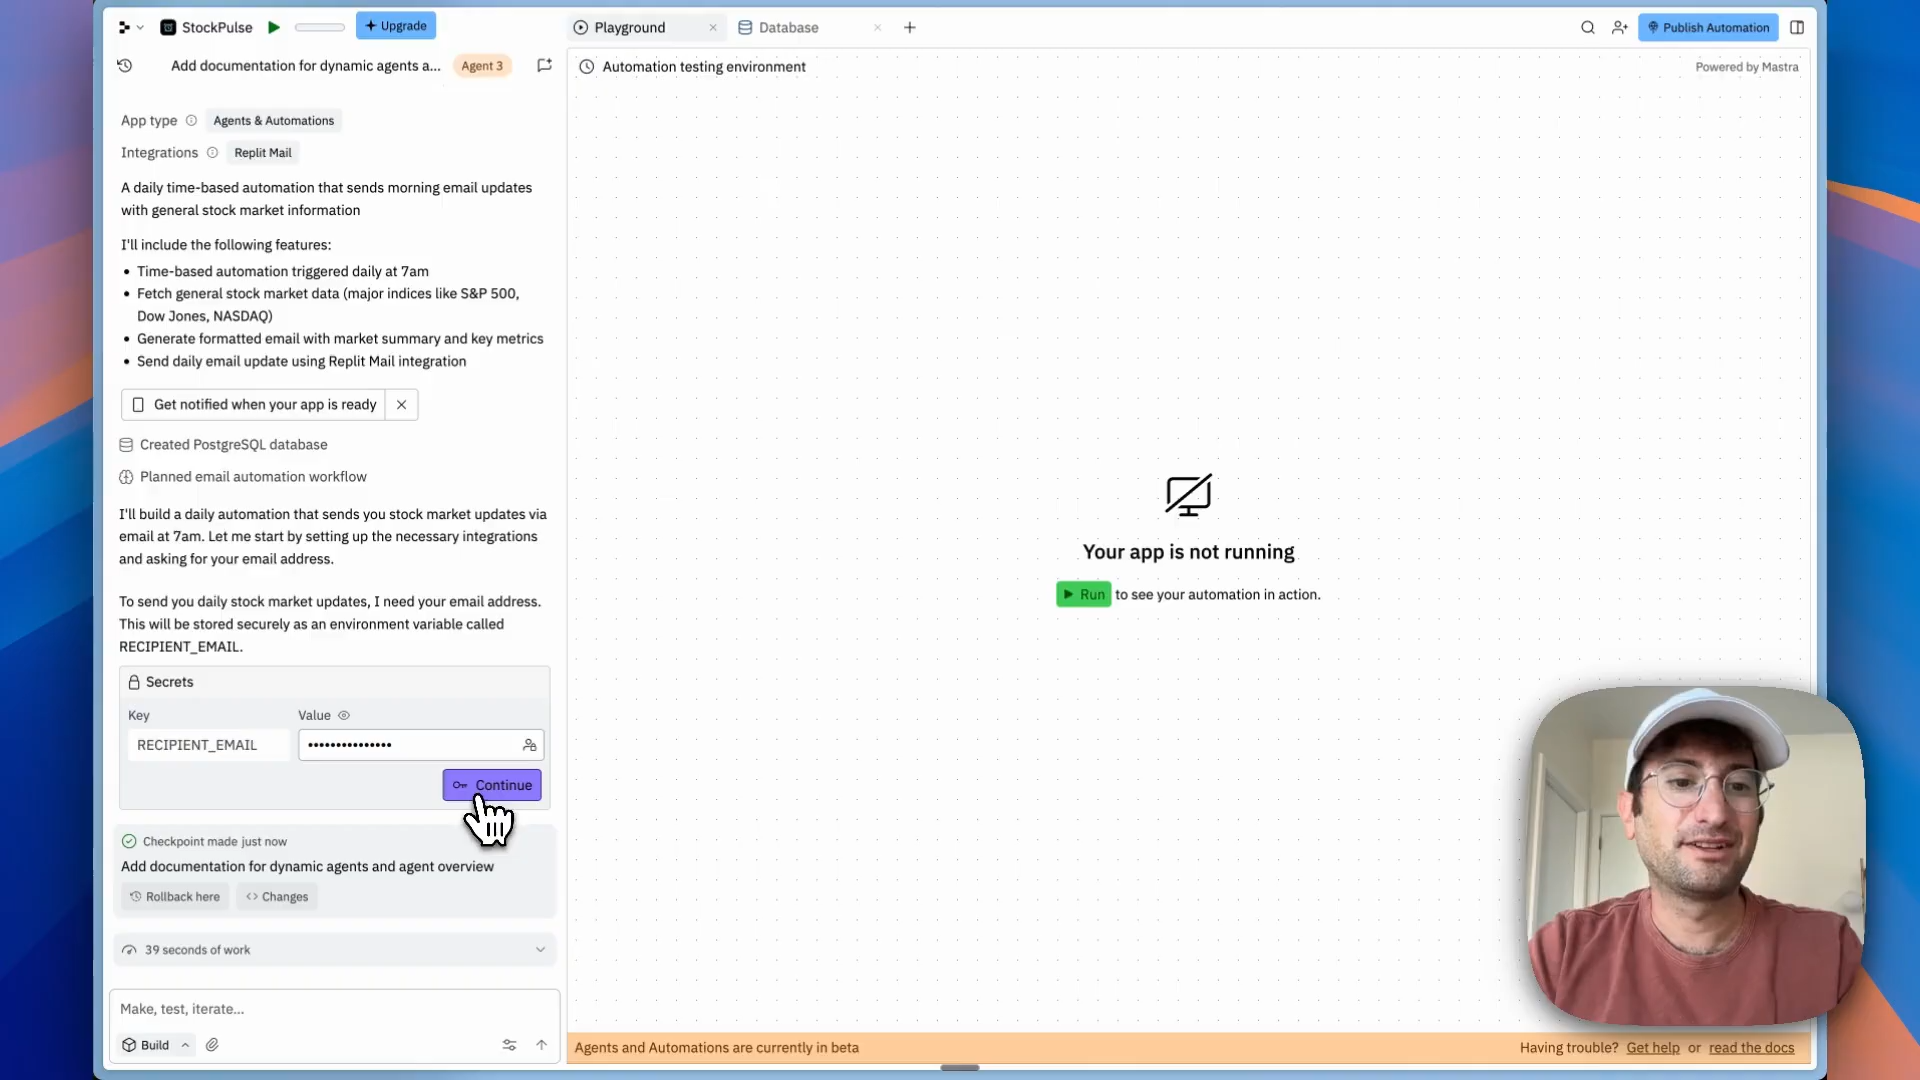 StockPulse
Upgrade
Playground
Database
Publish Automation
Add documentation for dynamic agents a...
Agent 3
Automation testing environment
Powered by Mastra
App type
Agents & Automations
Integrations
Replit Mail
A daily time-based automation that sends morning email updates
with general stock market information
I'll include the following features:
• Time-based automation triggered daily at 7am
• Fetch general stock market data (major indices like S&P 500,
Dow Jones, NASDAQ)
• Generate formatted email with market summary and key metrics
• Send daily email update using Replit Mail integration
Get notified when your app is ready
Created PostgreSQL database
Planned email automation workflow
I'll build a daily automation that sends you stock market updates via
email at 7am. Let me start by setting up the necessary integrations
and asking for your email address.
To send you daily stock market updates, I need your email address.
This will be stored securely as an environment variable called
RECIPIENT_EMAIL.
Secrets
Key
Value
RECIPIENT_EMAIL
•••••••••••••••
Continue
Checkpoint made just now
Add documentation for dynamic agents and agent overview
Rollback here
Changes
39 seconds of work
Make, test, iterate...
Build
Your app is not running
Run to see your automation in action.
Agents and Automations are currently in beta
Having trouble? Get help or read the docs